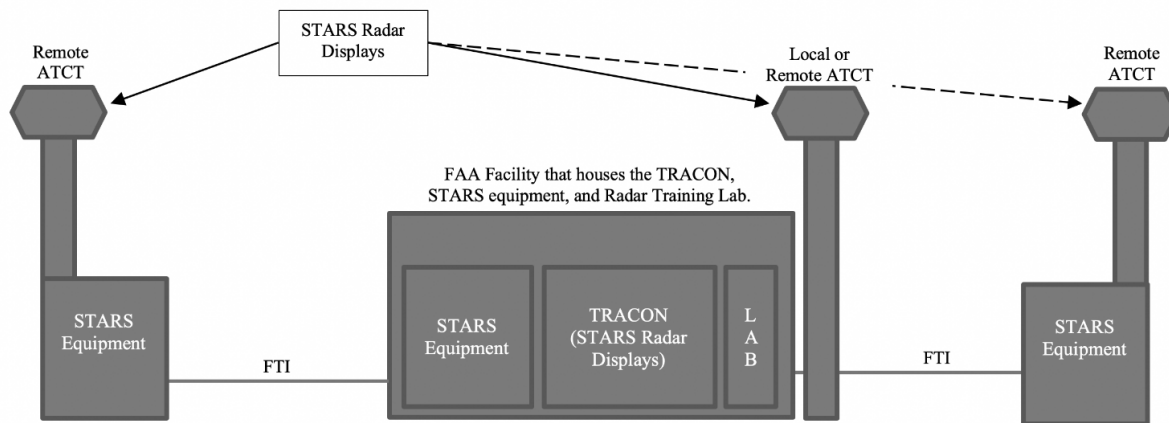 STARS Radar
Displays
Remote
ATCT
Local or
Remote ATCT
Remote
ATCT
FAA Facility that houses the TRACON,
STARS equipment, and Radar Training Lab.
STARS
Equipment
STARS
Equipment
TRACON
(STARS Radar
Displays)
L
A
B
STARS
Equipment
FTI
FTI